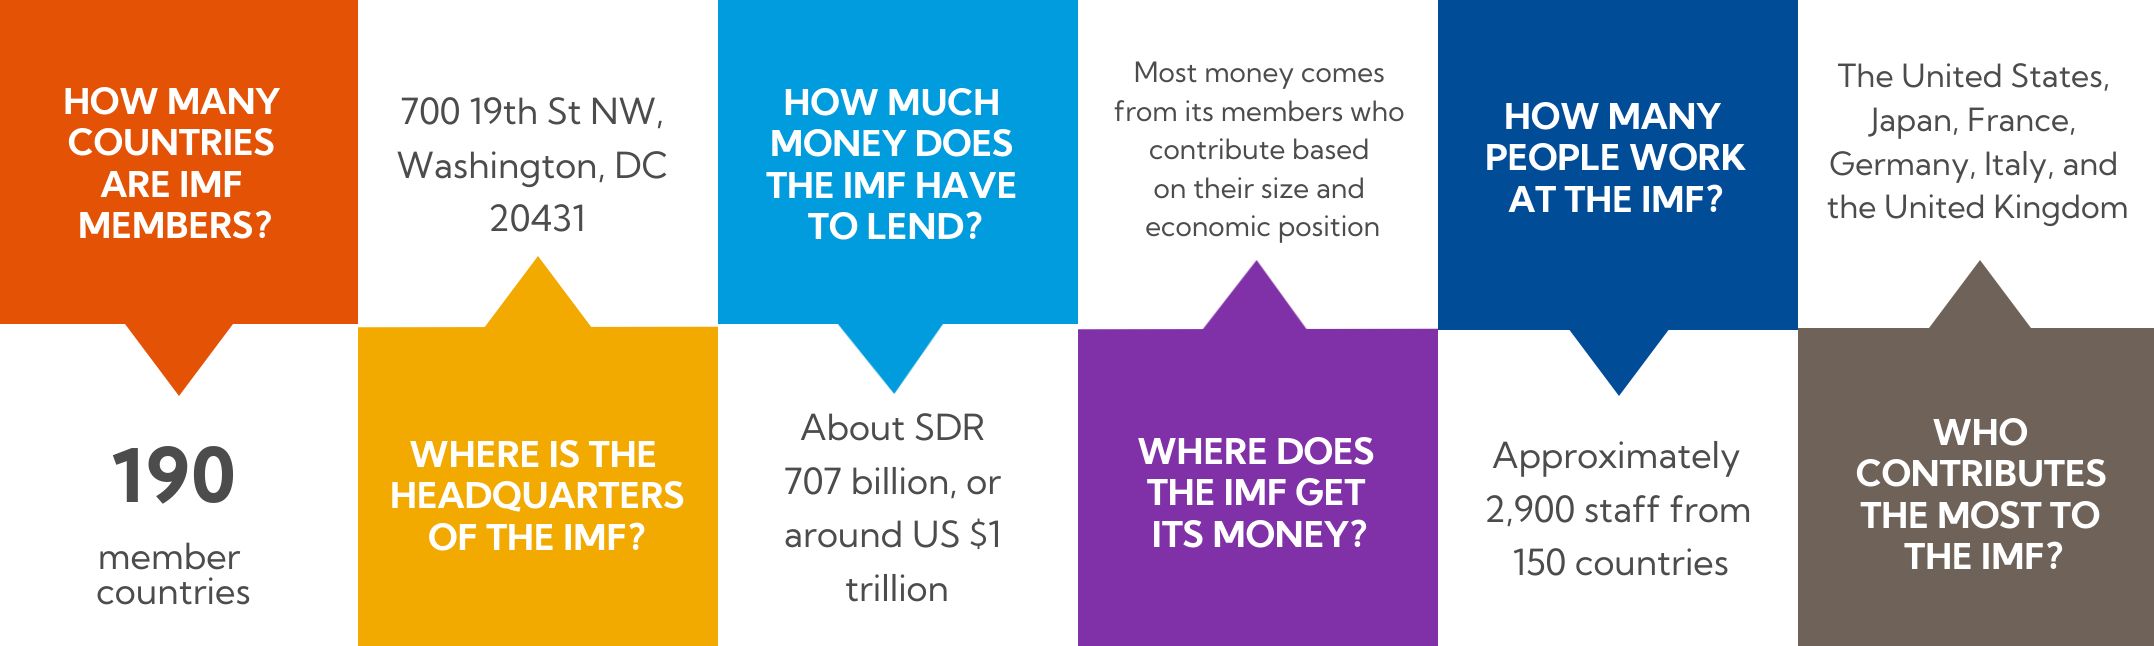 HOW MANY
COUNTRIES
ARE IMF
MEMBERS?
190
member
countries
700 19th St NW,
Washington, DC
20431
WHERE IS THE
HEADQUARTERS
OF THE IMF?
HOW MUCH
MONEY DOES
THE IMF HAVE
TO LEND?
About SDR
707 billion, or
around US $1
trillion
Most money comes
from its members who
contribute based
on their size and
economic position
WHERE DOES
THE IMF GET
ITS MONEY?
HOW MANY
PEOPLE WORK
AT THE IMF?
Approximately
2,900 staff from
150 countries
The United States,
Japan, France,
Germany, Italy, and
the United Kingdom
WHO
CONTRIBUTES
THE MOST TO
THE IMF?